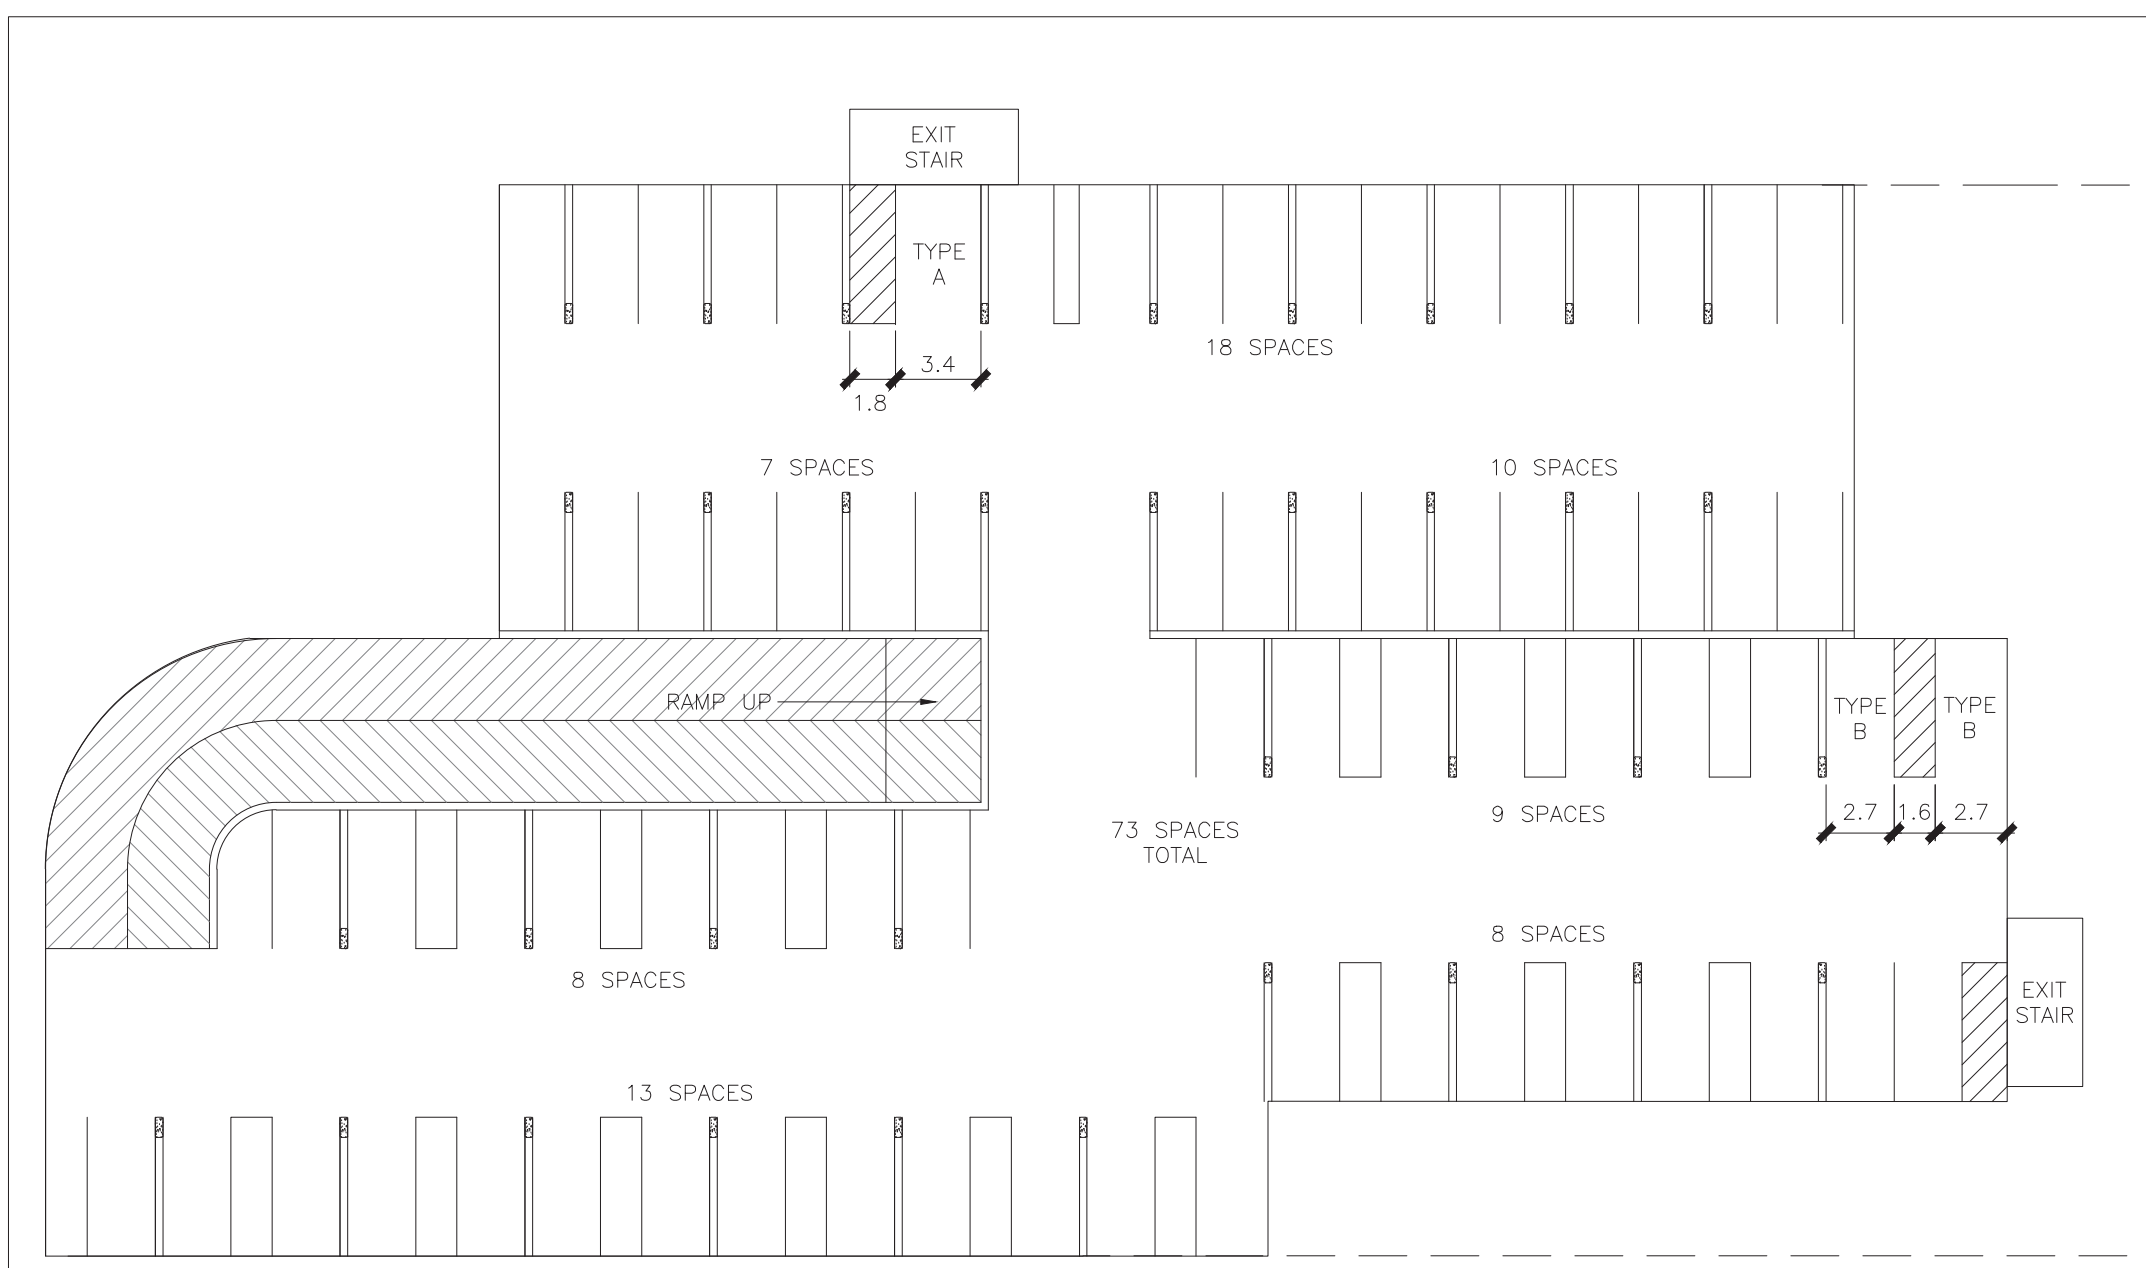 EXIT
STAIR
TYPE
A
18 SPACES
3.4
1.8
7 SPACES
10 SPACES
RAMP UP
TYPE
B
TYPE
B
2.7
1.6
2.7
9 SPACES
73 SPACES
TOTAL
8 SPACES
8 SPACES
EXIT
STAIR
13 SPACES